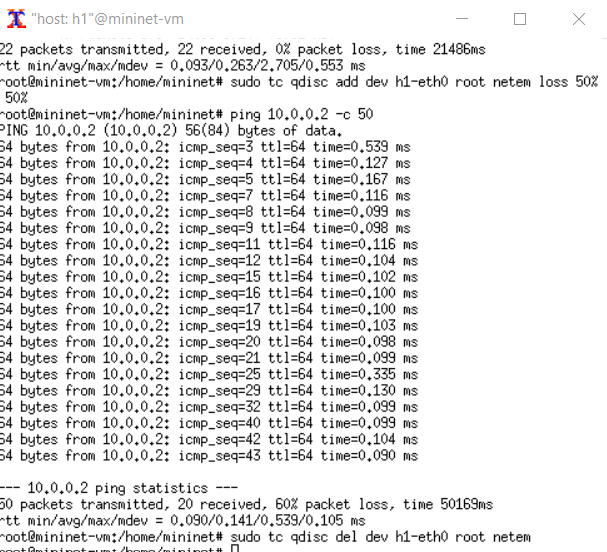 "host: h1"@mininet-vm
22 packets transmitted, 22 received, 0% packet loss, time 21486ms
rtt min/avg/max/mdev = 0.093/0.263/2.705/0.553 ms
root@mininet-vm:/home/mininet# sudo tc qdisc add dev h1-eth0 root netem loss 50%
50%
root@mininet-vm:/home/mininet# ping 10.0.0.2 -c 50
PING 10.0.0.2 (10.0.0.2) 56(84) bytes of data.
64 bytes from 10.0.0.2: icmp_seq=3 ttl=64 time=0.539 ms
64 bytes from 10.0.0.2: icmp_seq=4 ttl=64 time=0.127 ms
64 bytes from 10.0.0.2: icmp_seq=5 ttl=64 time=0.167 ms
64 bytes from 10.0.0.2: icmp_seq=7 ttl=64 time=0.116 ms
64 bytes from 10.0.0.2: icmp_seq=8 ttl=64 time=0.099 ms
64 bytes from 10.0.0.2: icmp_seq=9 ttl=64 time=0.098 ms
64 bytes from 10.0.0.2: icmp_seq=11 ttl=64 time=0.116 ms
64 bytes from 10.0.0.2: icmp_seq=12 ttl=64 time=0.104 ms
64 bytes from 10.0.0.2: icmp_seq=15 ttl=64 time=0.102 ms
64 bytes from 10.0.0.2: icmp_seq=16 ttl=64 time=0.100 ms
64 bytes from 10.0.0.2: icmp_seq=17 ttl=64 time=0.100 ms
64 bytes from 10.0.0.2: icmp_seq=19 ttl=64 time=0.103 ms
64 bytes from 10.0.0.2: icmp_seq=20 ttl=64 time=0.098 ms
64 bytes from 10.0.0.2: icmp_seq=21 ttl=64 time=0.099 ms
64 bytes from 10.0.0.2: icmp_seq=25 ttl=64 time=0.335 ms
64 bytes from 10.0.0.2: icmp_seq=29 ttl=64 time=0.130 ms
64 bytes from 10.0.0.2: icmp_seq=32 ttl=64 time=0.099 ms
64 bytes from 10.0.0.2: icmp_seq=40 ttl=64 time=0.099 ms
64 bytes from 10.0.0.2: icmp_seq=42 ttl=64 time=0.104 ms
64 bytes from 10.0.0.2: icmp_seq=43 ttl=64 time=0.090 ms
--- 10.0.0.2 ping statistics ---
50 packets transmitted, 20 received, 60% packet loss, time 50169ms
rtt min/avg/max/mdev = 0.090/0.141/0.539/0.105 ms
root@mininet-vm:/home/mininet# sudo tc qdisc del dev h1-eth0 root netem
root@mininet-vm:/home/mininet#